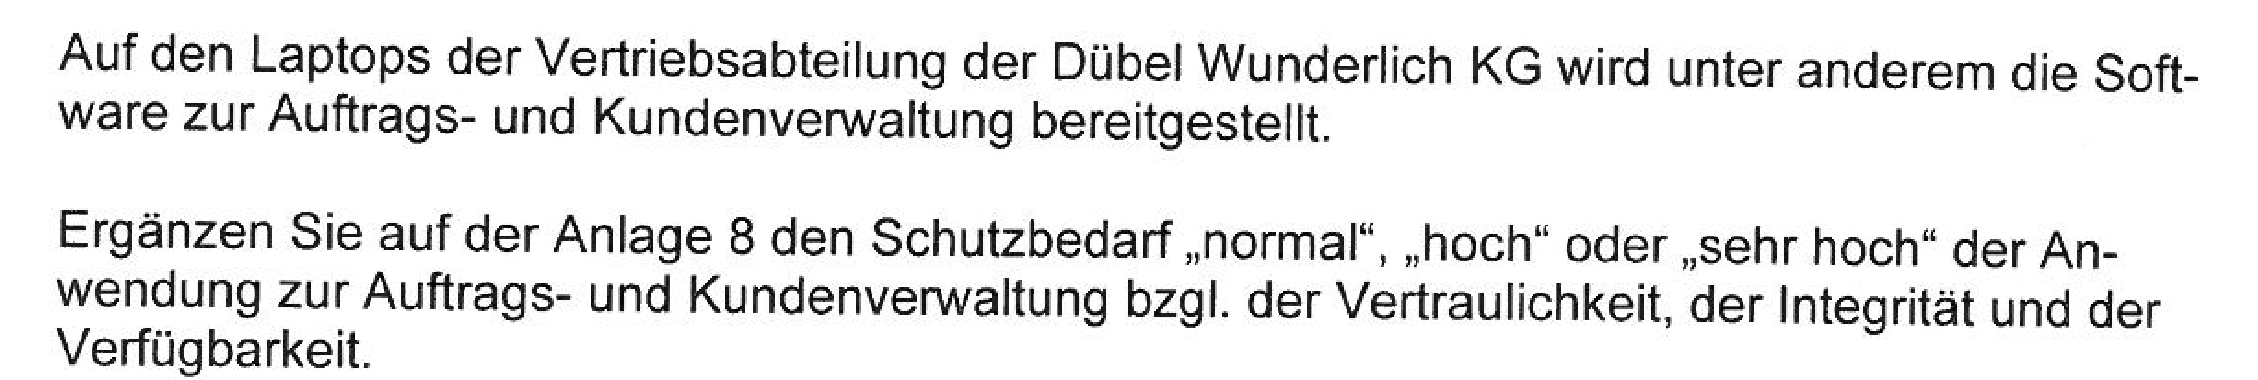 Auf den Laptops der Vertriebsabteilung der Dübel Wunderlich KG wird unter anderem die Soft-
ware zur Auftrags- und Kundenverwaltung bereitgestellt.
Ergänzen Sie auf der Anlage 8 den Schutzbedarf „normal“, „hoch“ oder „sehr hoch“ der An-
wendung zur Auftrags- und Kundenverwaltung bzgl. der Vertraulichkeit, der Integrität und der
Verfügbarkeit.